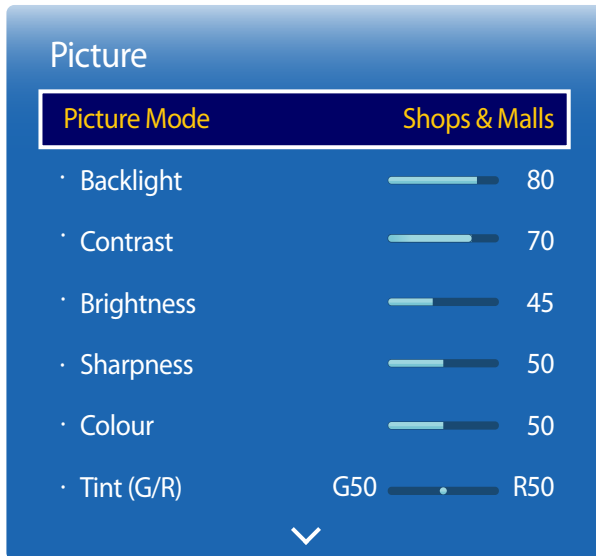 Picture
Picture Mode Shops & Malls
· Backlight 80
· Contrast 70
· Brightness 45
· Sharpness 50
· Colour 50
· Tint (G/R) G50 R50